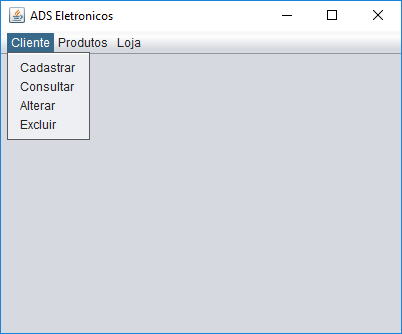 ADS Eletronicos
Cliente Produtos Loja
Cadastrar
Consultar
Alterar
Excluir